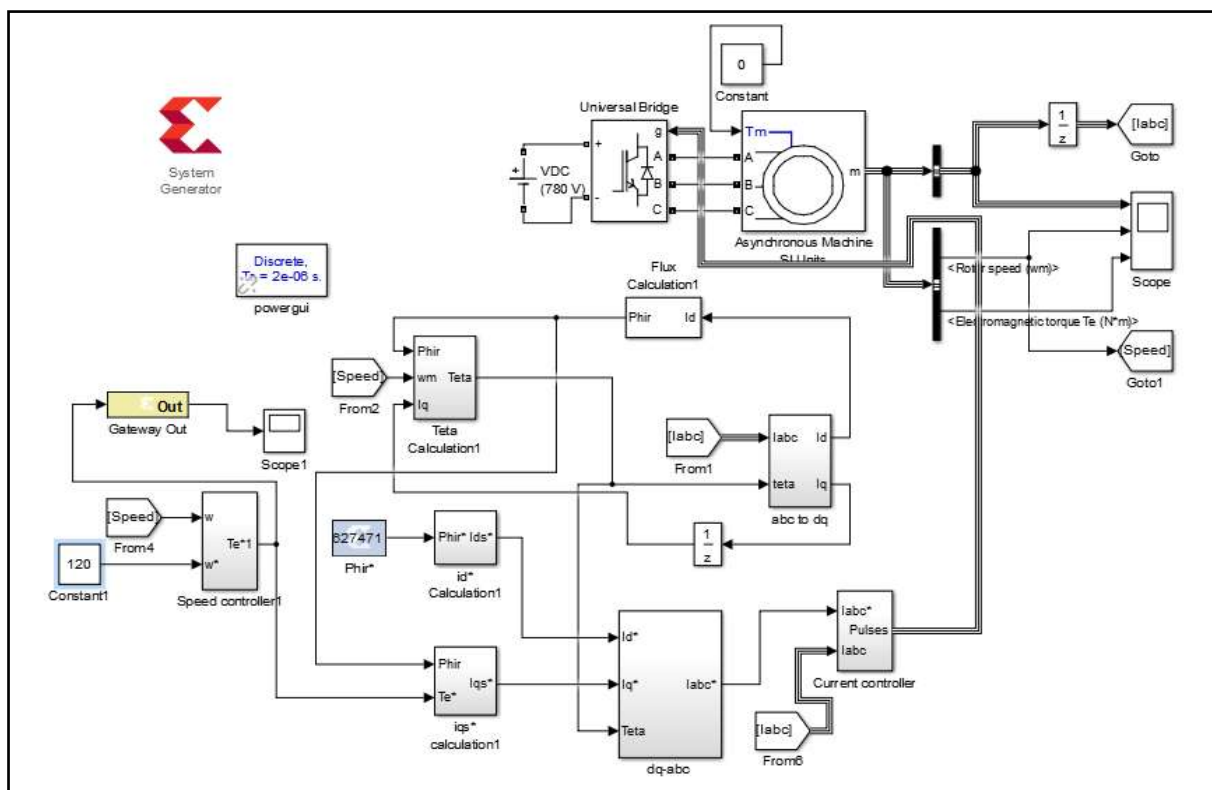 System
Generator
Discrete,
Ts = 2e-06 s.
powergui
Universal Bridge
+
-
g
A
B
C
+
VDC
(780 V)
0
Constant
Tm
A
B
C
m
Asynchronous Machine
SI Units
1
z
[Iabc]
Goto
Scope
<Rotor speed (wm)>
<Electromagnetic torque Te (N*m)>
[Speed]
Goto1
Flux
Calculation1
Phir
Id
Phir
wm
Iq
Teta
Teta
Calculation1
[Speed]
From2
Out
Gateway Out
Scope1
[Iabc]
From1
Iabc
teta
Id
Iq
abc to dq
1
z
[Speed]
From4
120
Constant1
w
w*
Te*1
Speed controller1
627471
Phir*
Phir* Ids*
id*
Calculation1
Phir
Te*
Iqs*
iqs*
calculation1
Id*
Iq*
Teta
Iabc*
dq-abc
Iabc*
Iabc
Pulses
Current controller
[Iabc]
From6